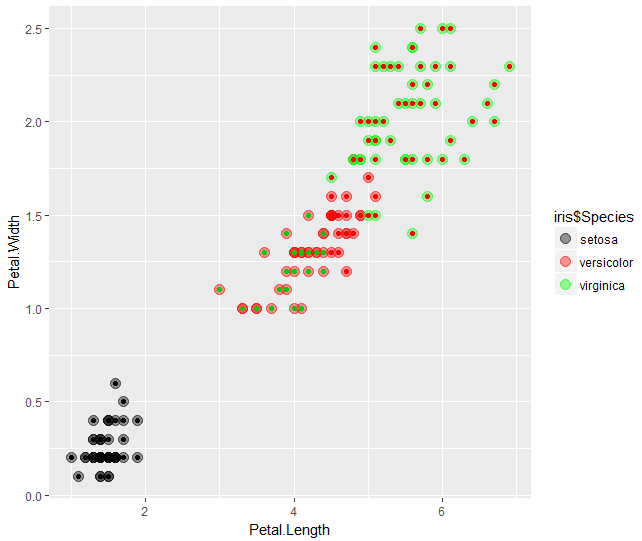 2.5
2.0
1.5
1.0
0.5
0.0
Petal.Width
2
4
6
Petal.Length
iris$Species
setosa
versicolor
virginica